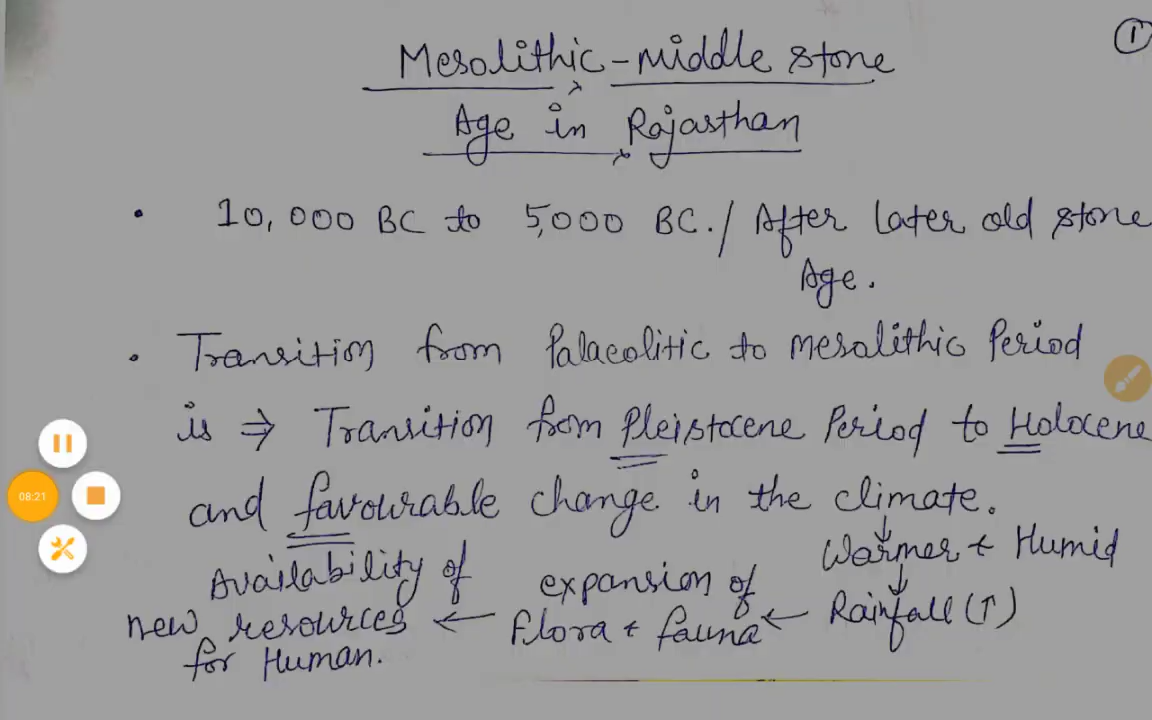 ①
Mesolithic - middle stone
Age in Rajasthan
• 10,000 BC to 5,000 BC. / After later old stone
Age.
• Transition from Palaeolitic to mesolithic Period
is ⇒ Transition from Pleistocene Period to Holocene
and favourable change in the climate.
↓
Warmer + Humid
↓
Availability of expansion of Rainfall (↑)
new resources ← flora + fauna ←
for Human.
08:21